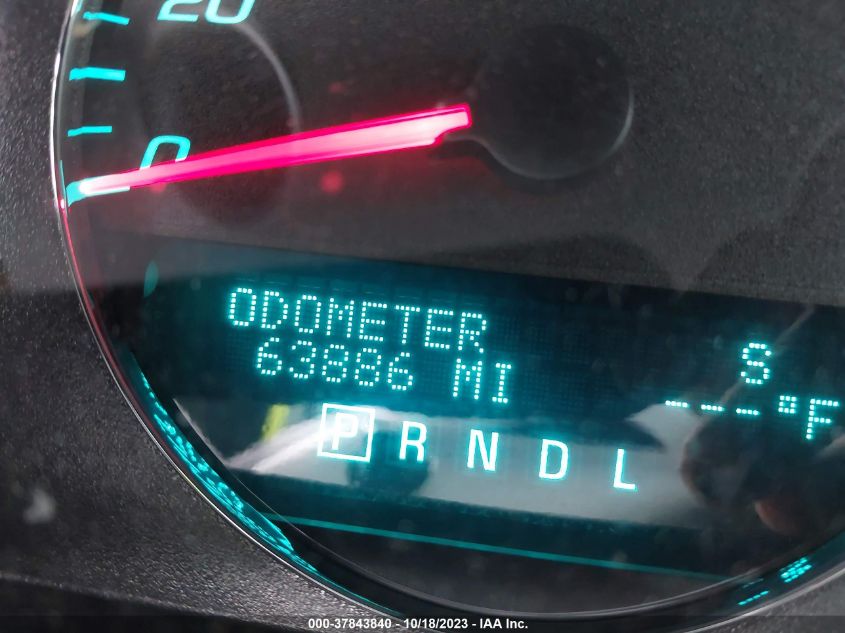 20
0
ODOMETER
63886 MI
S
---°F
P R N D L
000-37843840 - 10/18/2023 - IAA Inc.